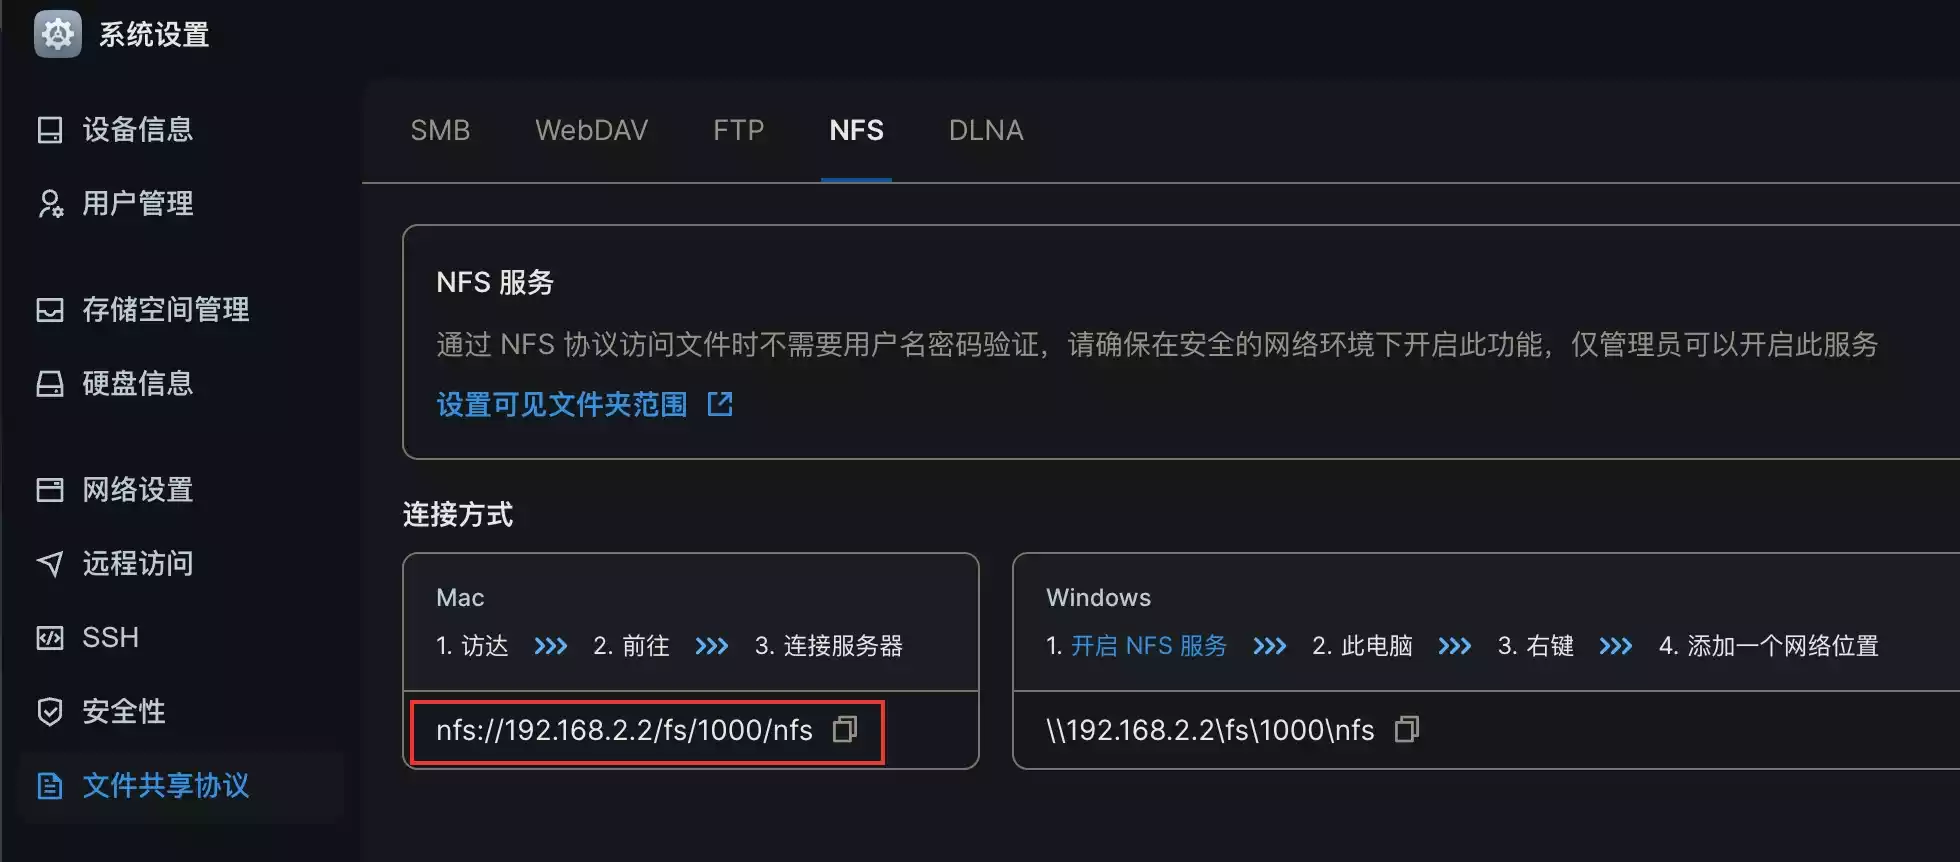 系统设置
设备信息
用户管理
存储空间管理
硬盘信息
网络设置
远程访问
SSH
安全性
文件共享协议
SMB WebDAV FTP NFS DLNA
NFS 服务
通过 NFS 协议访问文件时不需要用户名密码验证，请确保在安全的网络环境下开启此功能，仅管理员可以开启此服务
设置可见文件夹范围
连接方式
Mac
1. 访达 >>> 2. 前往 >>> 3. 连接服务器
nfs://192.168.2.2/fs/1000/nfs
Windows
1. 开启 NFS 服务 >>> 2. 此电脑 >>> 3. 右键 >>> 4. 添加一个网络位置
\\192.168.2.2\fs\1000\nfs